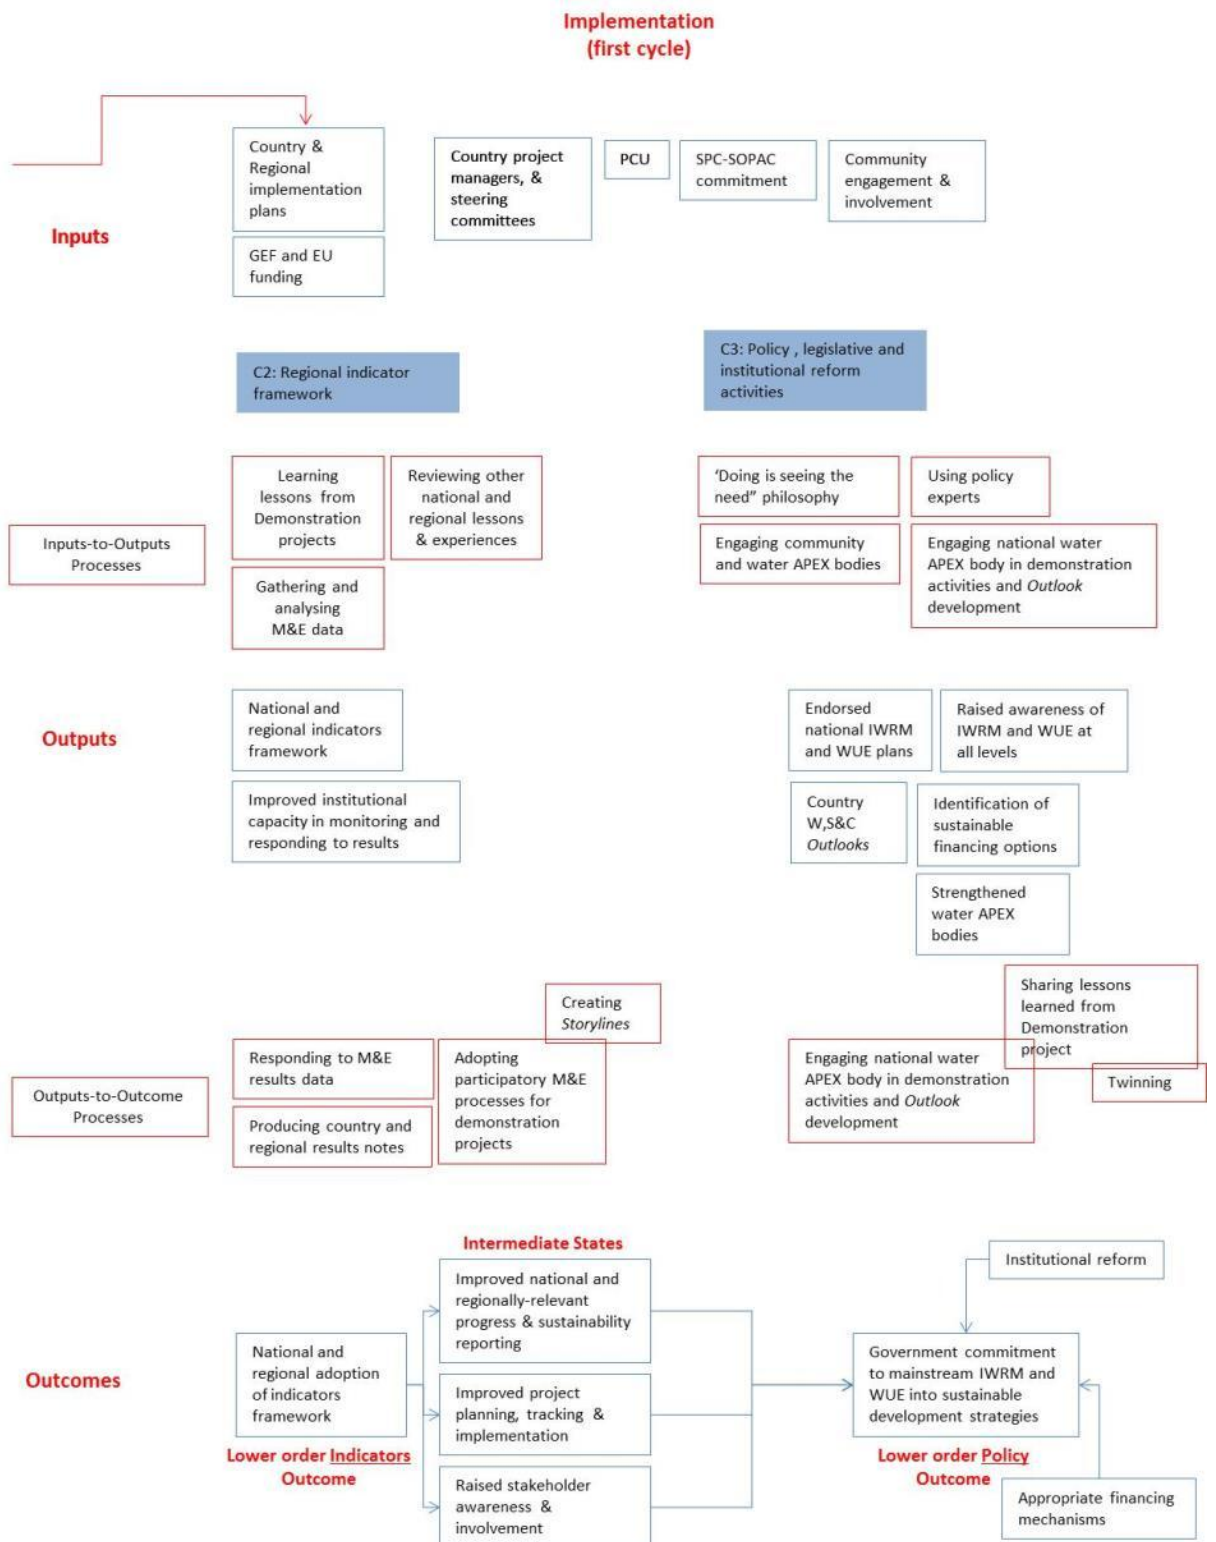 Implementation
(first cycle)
Country &
Regional
implementation
plans
Country project
managers, &
steering
committees
PCU
SPC-SOPAC
commitment
Community
engagement &
involvement
Inputs
GEF and EU
funding
C2: Regional indicator
framework
C3: Policy , legislative and
institutional reform
activities
Inputs-to-Outputs
Processes
Learning
lessons from
Demonstration
projects
Reviewing other
national and
regional lessons
& experiences
Gathering and
analysing
M&E data
‘Doing is seeing the
need” philosophy
Using policy
experts
Engaging community
and water APEX bodies
Engaging national water
APEX body in demonstration
activities and Outlook
development
Outputs
National and
regional indicators
framework
Improved institutional
capacity in monitoring and
responding to results
Endorsed
national IWRM
and WUE plans
Raised awareness of
IWRM and WUE at
all levels
Country
W,S&C
Outlooks
Identification of
sustainable
financing options
Strengthened
water APEX
bodies
Outputs-to-Outcome
Processes
Creating
Storylines
Responding to M&E
results data
Adopting
participatory M&E
processes for
demonstration
projects
Producing country and
regional results notes
Sharing lessons
learned from
Demonstration
project
Engaging national water
APEX body in demonstration
activities and Outlook
development
Twinning
Outcomes
Intermediate States
National and
regional adoption
of indicators
framework
Lower order Indicators
Outcome
Improved national and
regionally-relevant
progress & sustainability
reporting
Improved project
planning, tracking &
implementation
Raised stakeholder
awareness &
involvement
Institutional reform
Government commitment
to mainstream IWRM and
WUE into sustainable
development strategies
Lower order Policy
Outcome
Appropriate financing
mechanisms